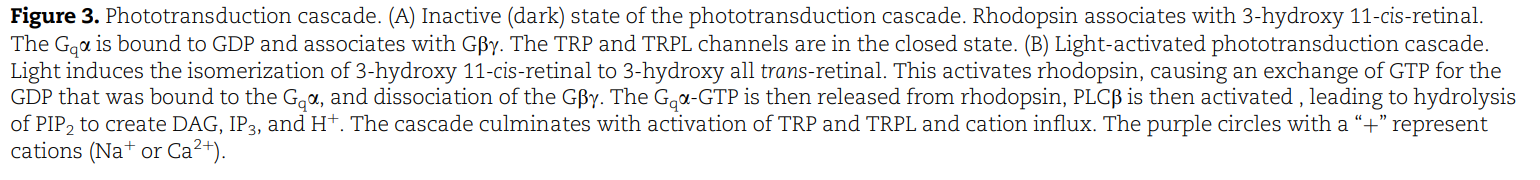 Figure 3. Phototransduction cascade. (A) Inactive (dark) state of the phototransduction cascade. Rhodopsin associates with 3-hydroxy 11-cis-retinal.
The Gqα is bound to GDP and associates with Gβγ. The TRP and TRPL channels are in the closed state. (B) Light-activated phototransduction cascade.
Light induces the isomerization of 3-hydroxy 11-cis-retinal to 3-hydroxy all trans-retinal. This activates rhodopsin, causing an exchange of GTP for the
GDP that was bound to the Gqα, and dissociation of the Gβγ. The Gqα-GTP is then released from rhodopsin, PLCβ is then activated , leading to hydrolysis
of PIP₂ to create DAG, IP₃, and H⁺. The cascade culminates with activation of TRP and TRPL and cation influx. The purple circles with a “+” represent
cations (Na⁺ or Ca²⁺).